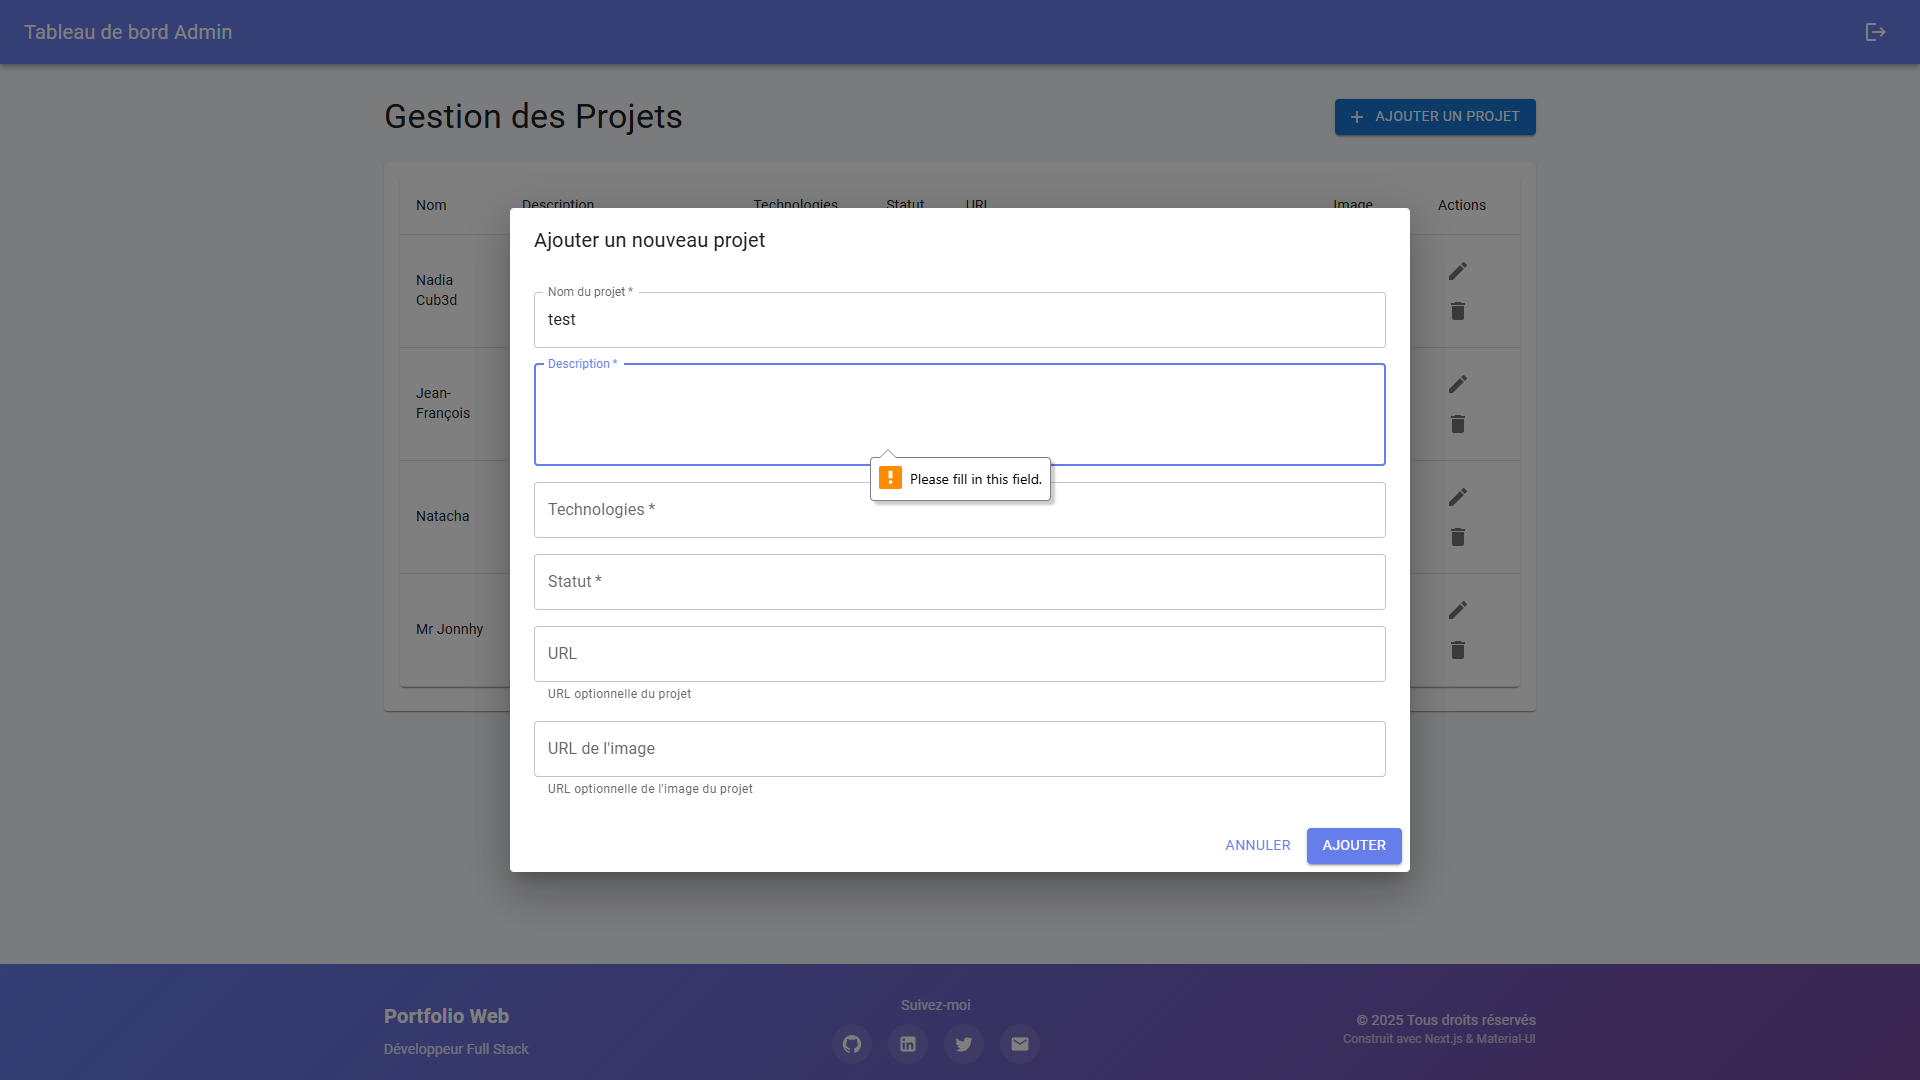 Tableau de bord Admin
Gestion des Projets
AJOUTER UN PROJET
Nom Description Technologies Statut URL Image Actions
Nadia
Cub3d
Jean-
François
Natacha
Mr Jonnhy
Ajouter un nouveau projet
Nom du projet *
test
Description *
Please fill in this field.
Technologies *
Statut *
URL
URL optionnelle du projet
URL de l'image
URL optionnelle de l'image du projet
ANNULER AJOUTER
Portfolio Web
Développeur Full Stack
Suivez-moi
© 2025 Tous droits réservés
Construit avec Next.js & Material-UI